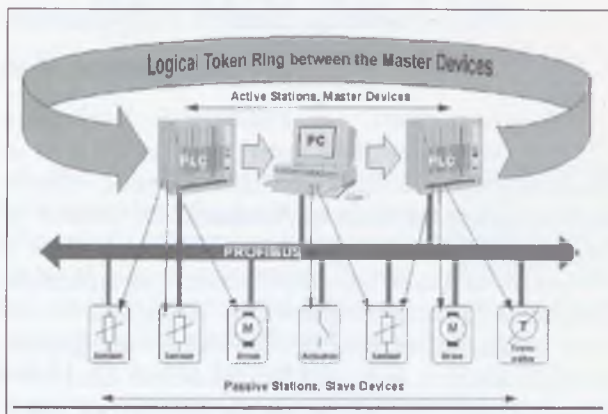 Logical Token Ring between the Master Devices
Active Stations, Master Devices
PLC
PC
PLC
PROFIBUS
Sensor
Sensor
M
Drive
Actuator
Sensor
M
Drive
T
Passive Stations, Slave Devices